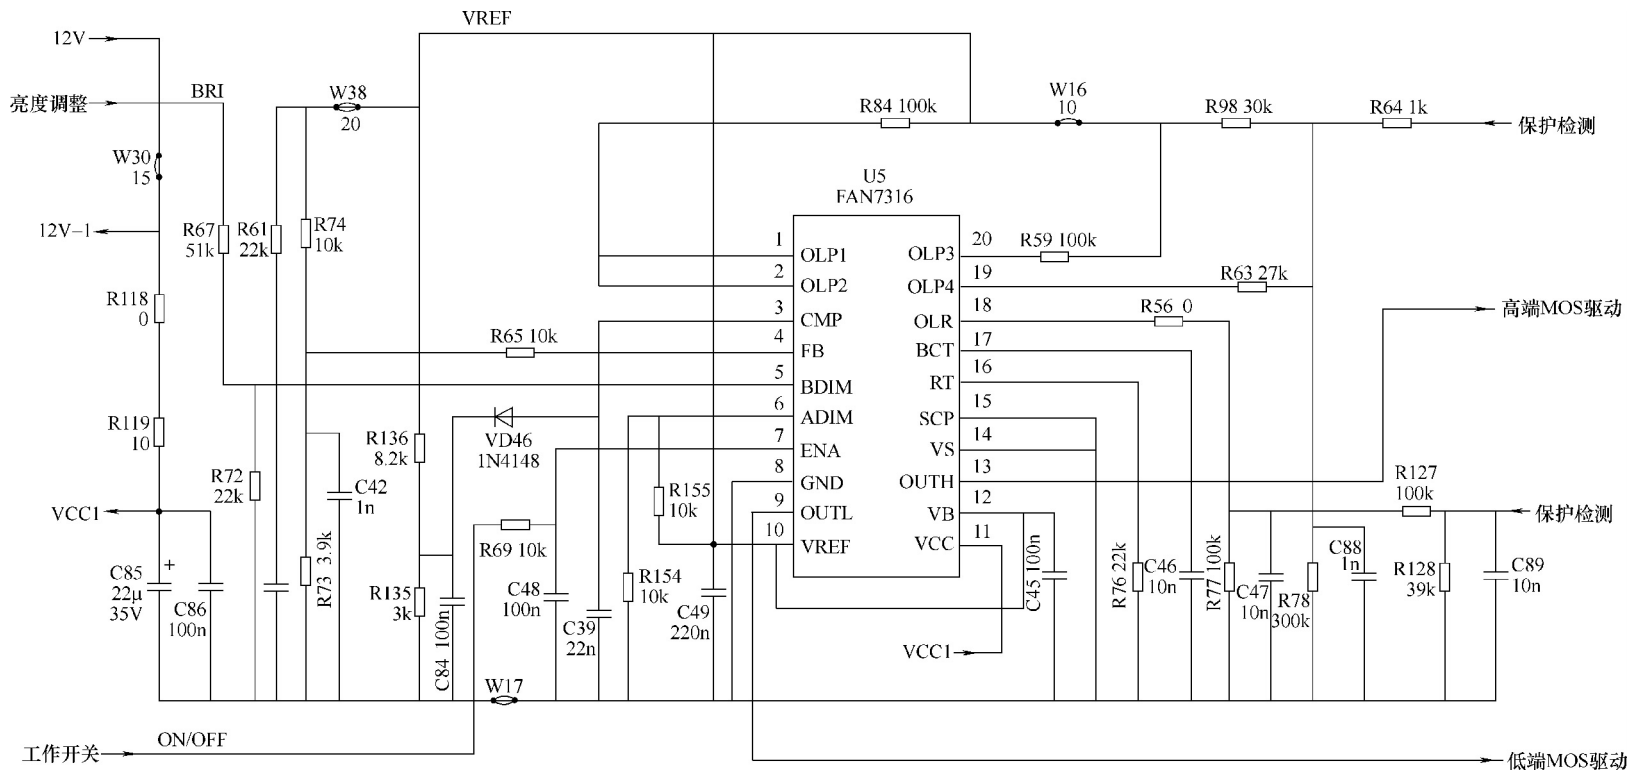 VREF
12V
亮度调整
BRI
W38
20
W30
15
12V-1
R67
51k
R61
22k
R74
10k
R118
0
R119
10
R72
22k
VCC1
C85
22μ
35V
+
C86
100n
C42
1n
R73 3.9k
R136
8.2k
R135
3k
C84 100n
VD46
1N4148
R65 10k
R69 10k
C48
100n
C39
22n
R155
10k
R154
10k
C49
220n
W17
工作开关
ON/OFF
R84 100k
W16
10
R98 30k
R64 1k
保护检测
U5
FAN7316
1
OLP1
2
OLP2
3
CMP
4
FB
5
BDIM
6
ADIM
7
ENA
8
GND
9
OUTL
10
VREF
20
OLP3
19
OLP4
18
OLR
17
BCT
16
RT
15
SCP
14
VS
13
OUTH
12
VB
11
VCC
R59 100k
R63 27k
R56 0
高端MOS驱动
R127
100k
保护检测
C45 100n
VCC1
R76 22k
C46
10n
R77 100k
C47
10n
R78
300k
C88
1n
R128
39k
C89
10n
低端MOS驱动